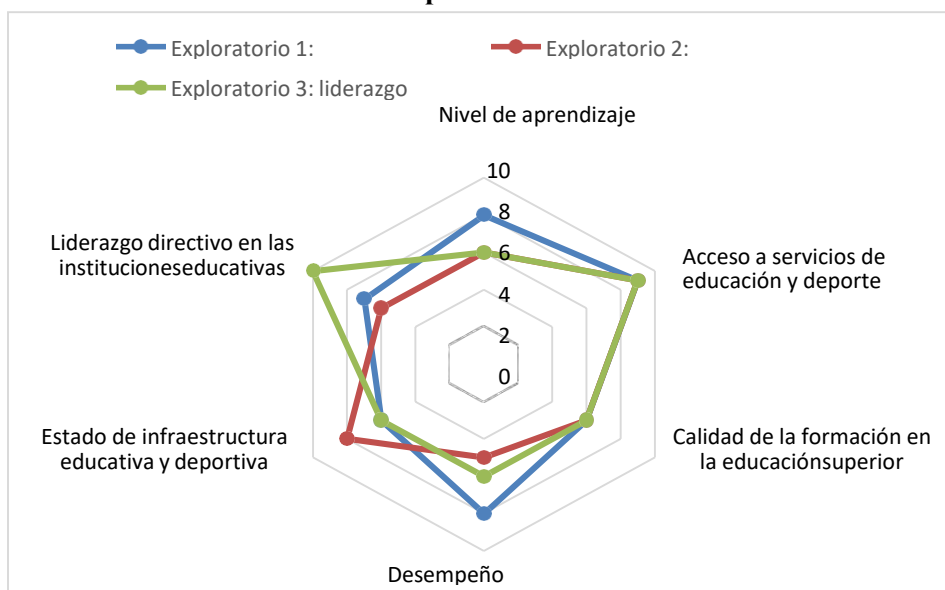 Exploratorio 1:
Exploratorio 2:
Exploratorio 3: liderazgo
Nivel de aprendizaje
10
8
6
4
2
0
Liderazgo directivo en las
institucioneseducativas
Acceso a servicios de
educación y deporte
Estado de infraestructura
educativa y deportiva
Calidad de la formación en
la educaciónsuperior
Desempeño